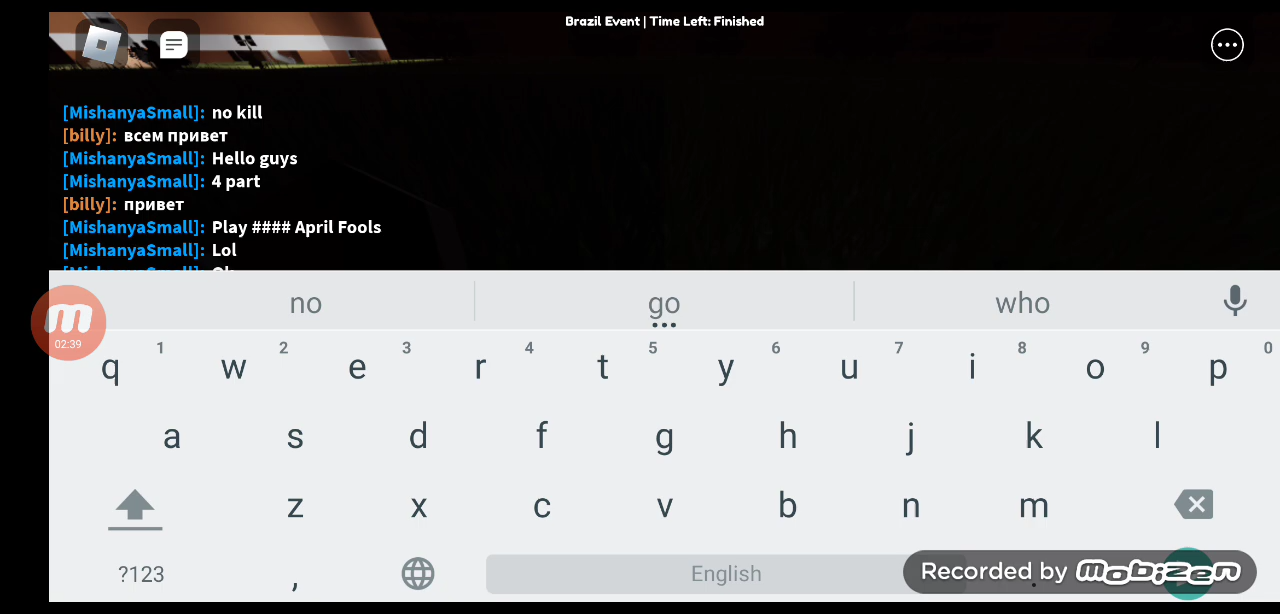 Brazil Event | Time Left: Finished
[MishanyaSmall]: no kill
[billy]: всем привет
[MishanyaSmall]: Hello guys
[MishanyaSmall]: 4 part
[billy]: привет
[MishanyaSmall]: Play #### April Fools
[MishanyaSmall]: Lol
[MishanyaSmall]:
no go who
02:39
1 2 3 4 5 6 7 8 9 0
q w e r t y u i o p
a s d f g h j k l
z x c v b n m
?123 , English .
Recorded by mobizen